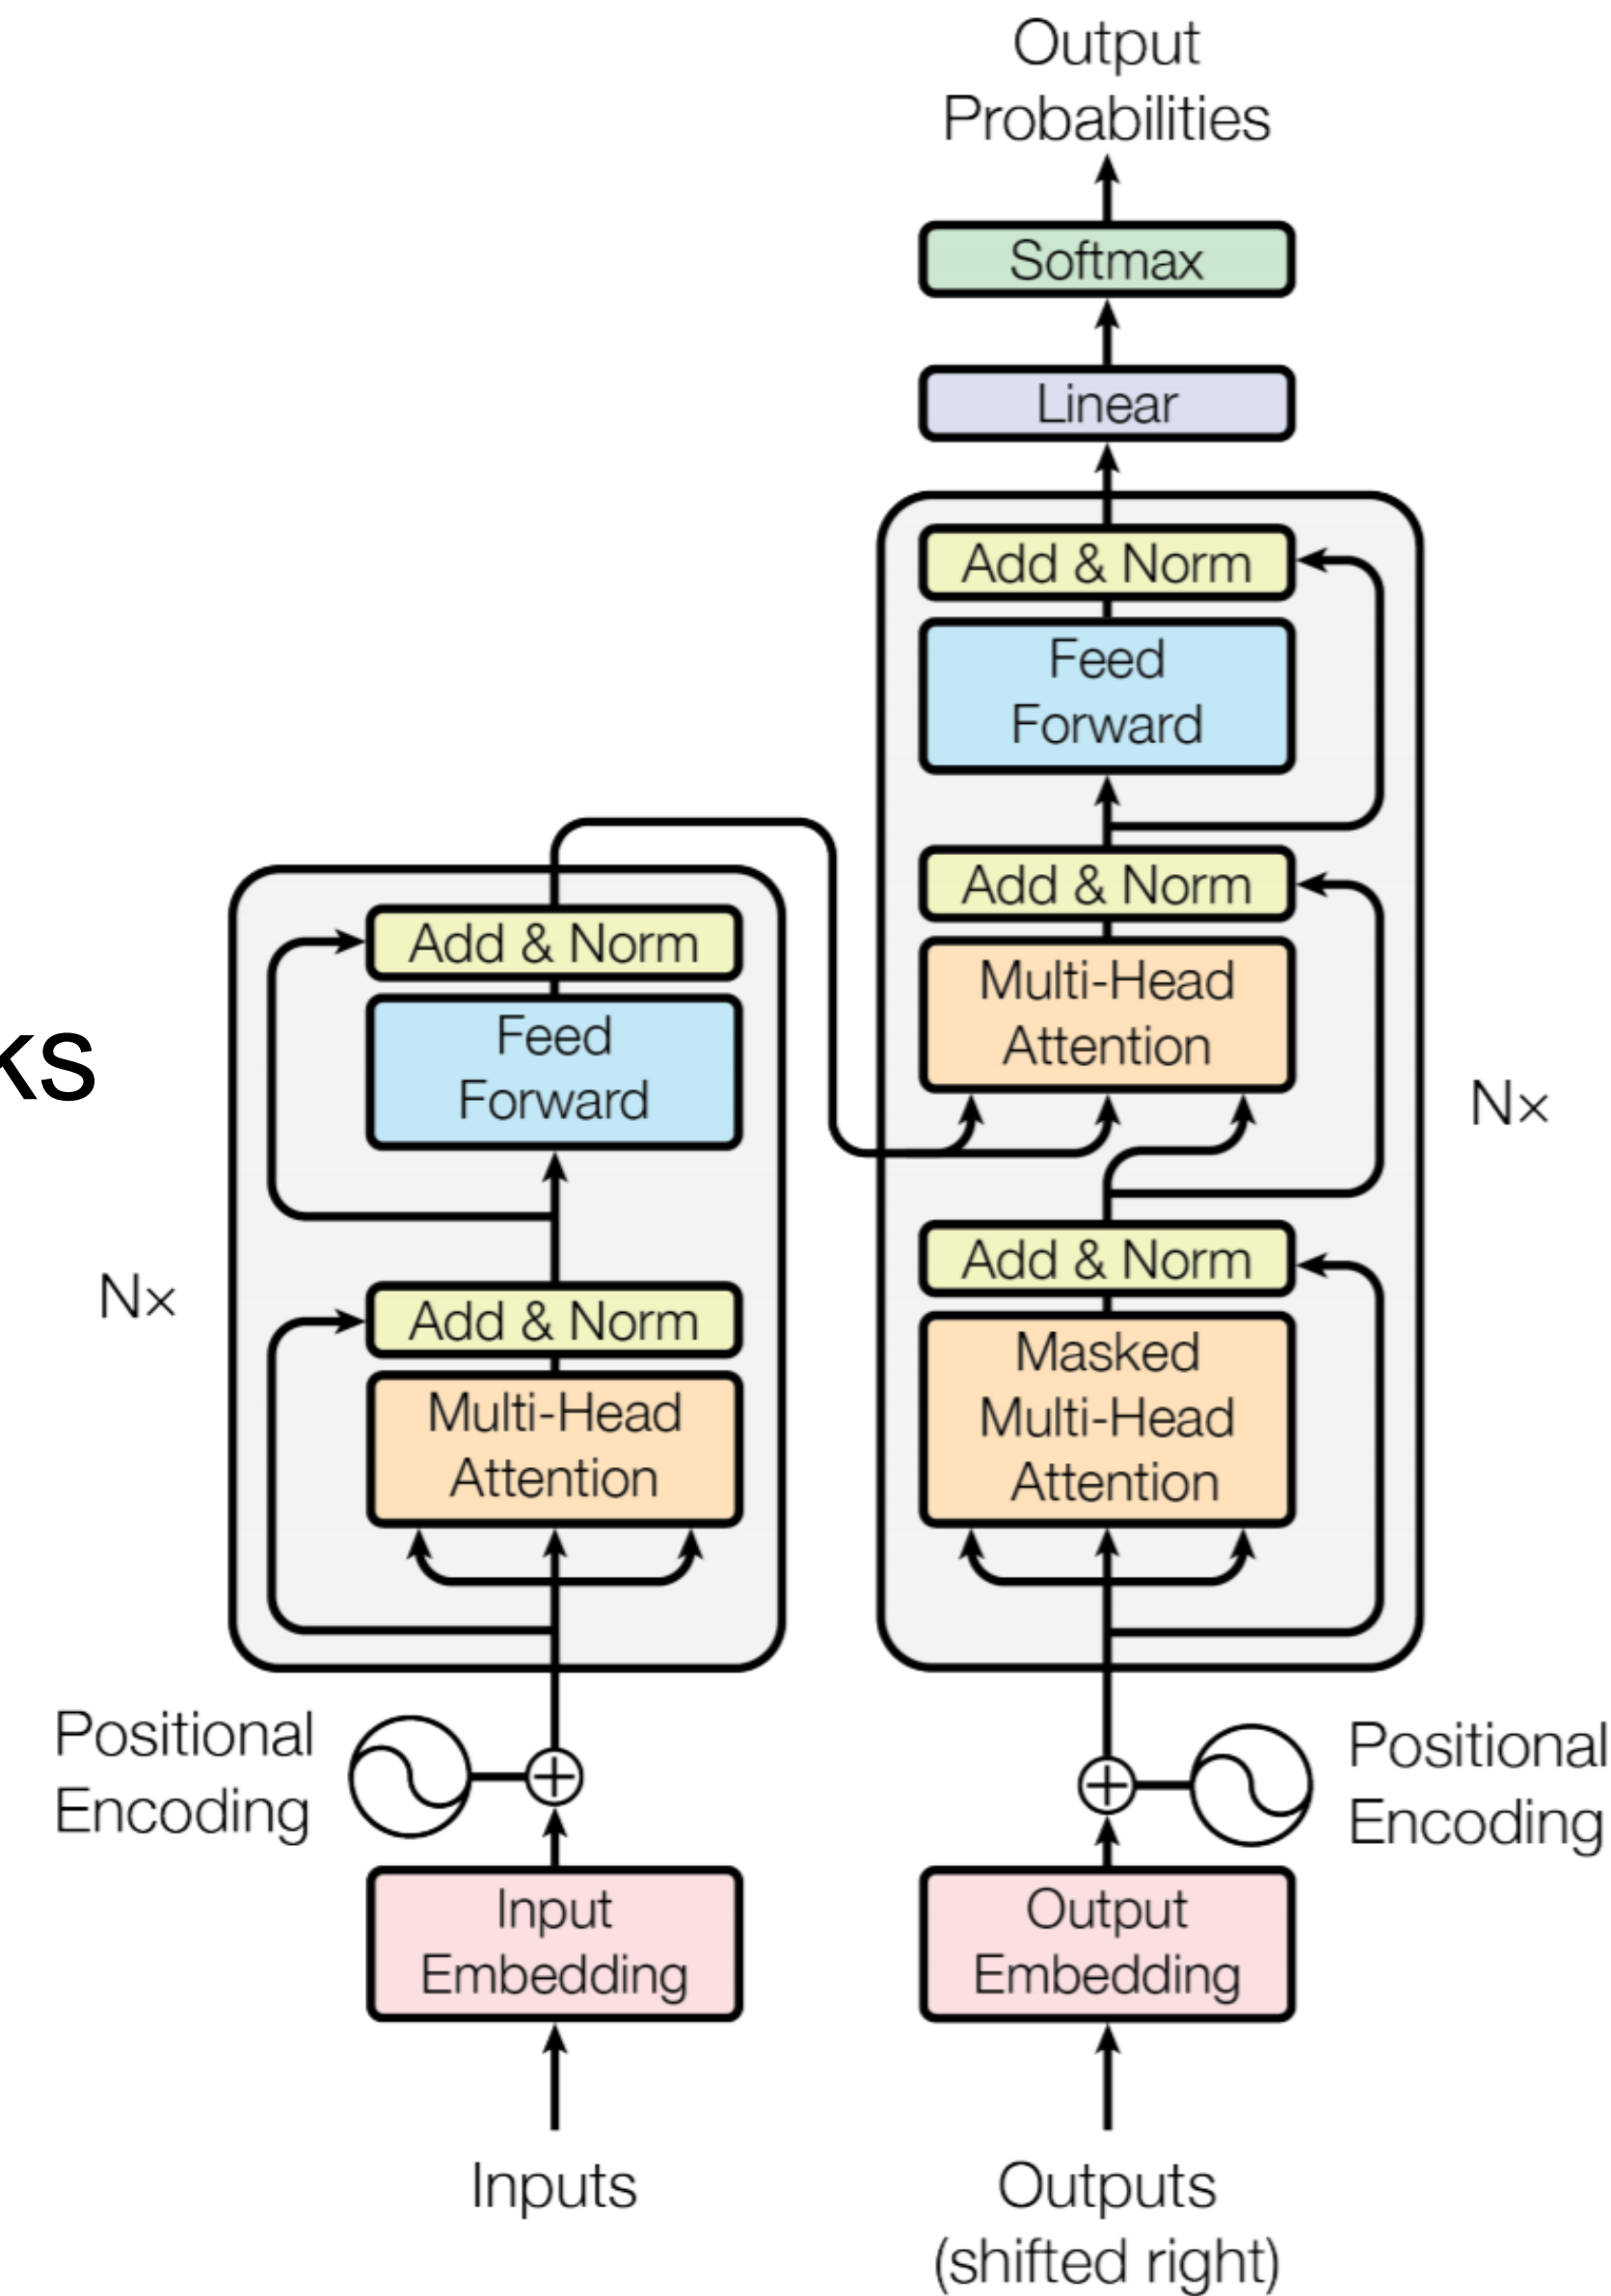 Output
Probabilities
Softmax
Linear
Add & Norm
Feed
Forward
Add & Norm
Multi-Head
Attention
Nx
Add & Norm
Masked
Multi-Head
Attention
Add & Norm
Feed
Forward
ks
Nx
Add & Norm
Multi-Head
Attention
Positional
Encoding
Positional
Encoding
Input
Embedding
Output
Embedding
Inputs
Outputs
(shifted right)